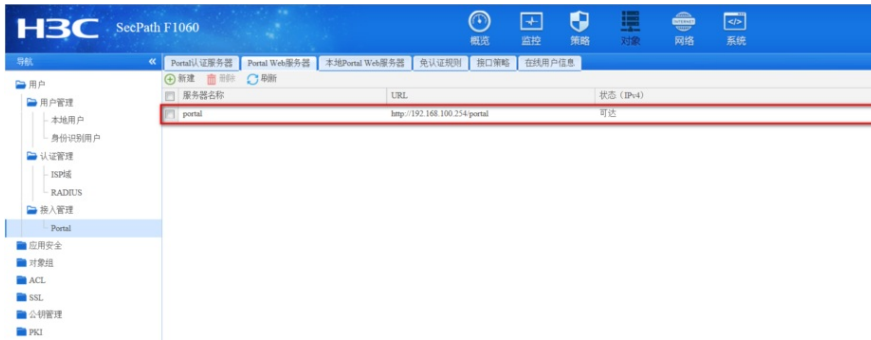 H3C SecPath F1060
概览 监控 策略 对象 网络 系统
导航 «
Portal认证服务器 Portal Web服务器 本地Portal Web服务器 免认证规则 接口策略 在线用户信息
新建 删除 刷新
服务器名称 URL 状态（IPv4）
portal http://192.168.100.254/portal 可达
用户
用户管理
本地用户
身份识别用户
认证管理
ISP域
RADIUS
接入管理
Portal
应用安全
对象组
ACL
SSL
公钥管理
PKI